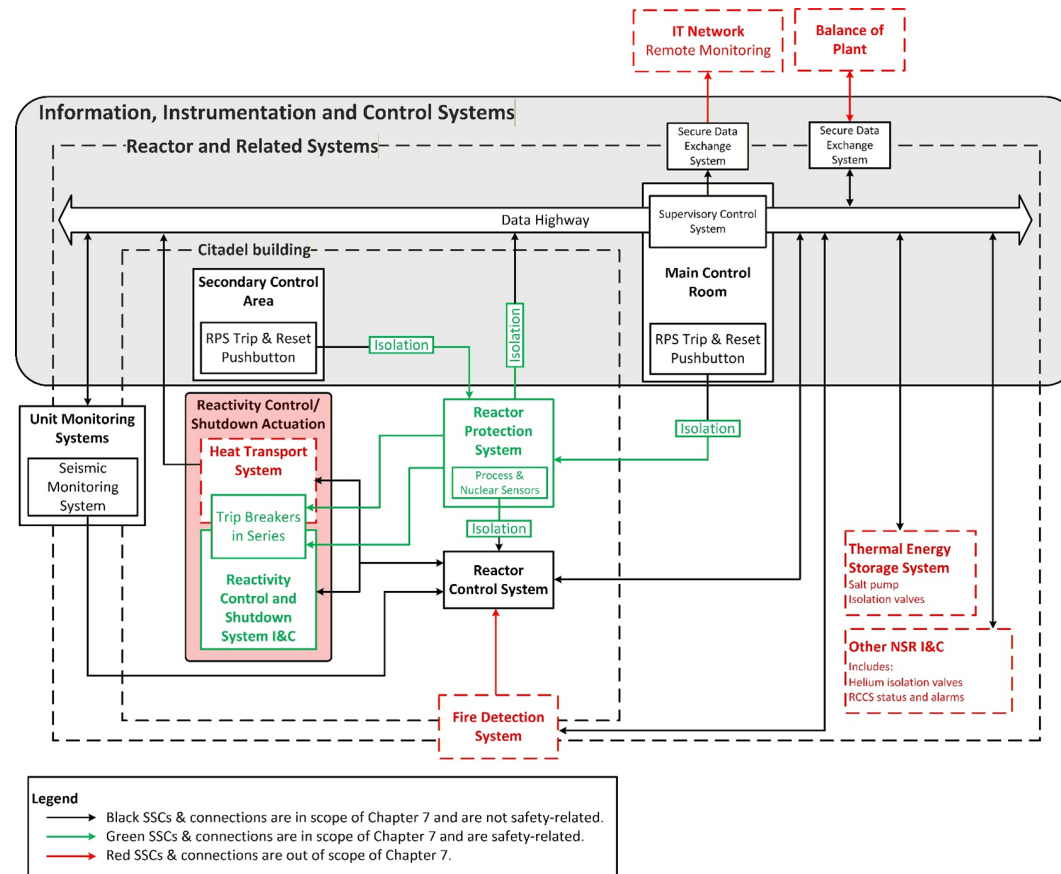 IT Network
Remote Monitoring
Balance of
Plant
Information, Instrumentation and Control Systems
Secure Data
Exchange
System
Secure Data
Exchange
System
Reactor and Related Systems
Data Highway
Supervisory Control
System
Citadel building
Secondary Control
Area
RPS Trip & Reset
Pushbutton
Isolation
Isolation
Main Control
Room
RPS Trip & Reset
Pushbutton
Isolation
Unit Monitoring
Systems
Seismic
Monitoring
System
Reactivity Control/
Shutdown Actuation
Heat Transport
System
Trip Breakers
in Series
Reactivity
Control and
Shutdown
System I&C
Reactor
Protection
System
Process &
Nuclear Sensors
Isolation
Reactor
Control System
Thermal Energy
Storage System
Salt pump
Isolation valves
Other NSR I&C
Includes:
Helium isolation valves
RCCS status and alarms
Fire Detection
System
Legend
Black SSCs & connections are in scope of Chapter 7 and are not safety-related.
Green SSCs & connections are in scope of Chapter 7 and are safety-related.
Red SSCs & connections are out of scope of Chapter 7.